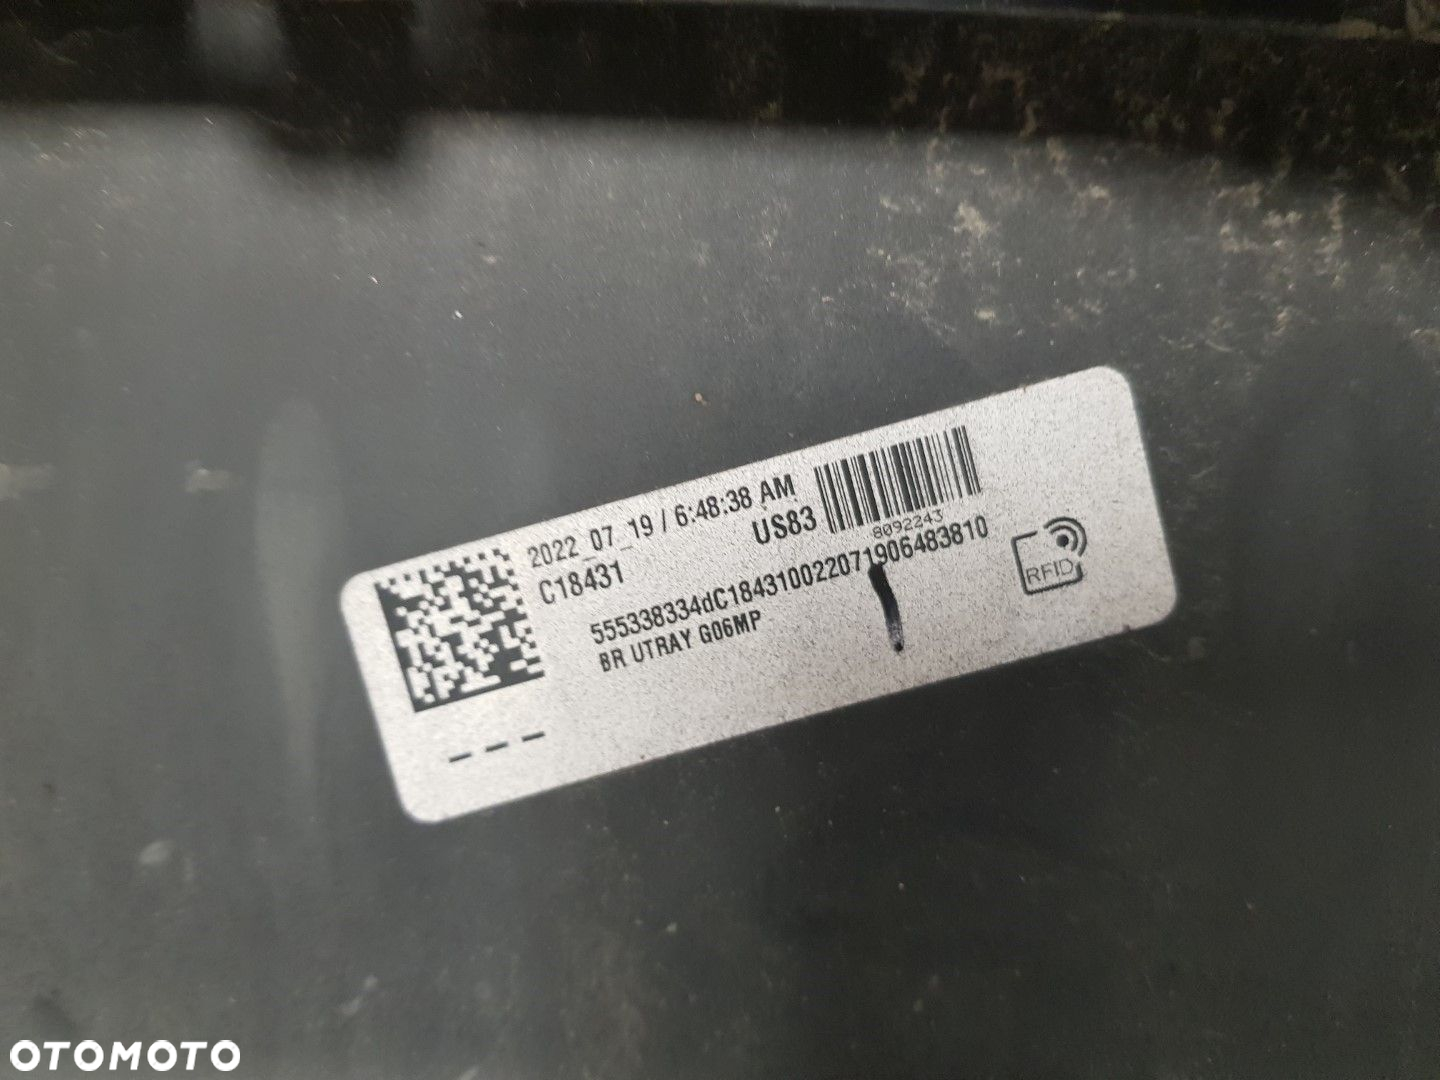 2022_07_19 / 6:48:38 AM
C18431
US83
8092243
555338334dC184310022071906483810
BR UTRAY G06MP
RFID
- - -
OTOMOTO